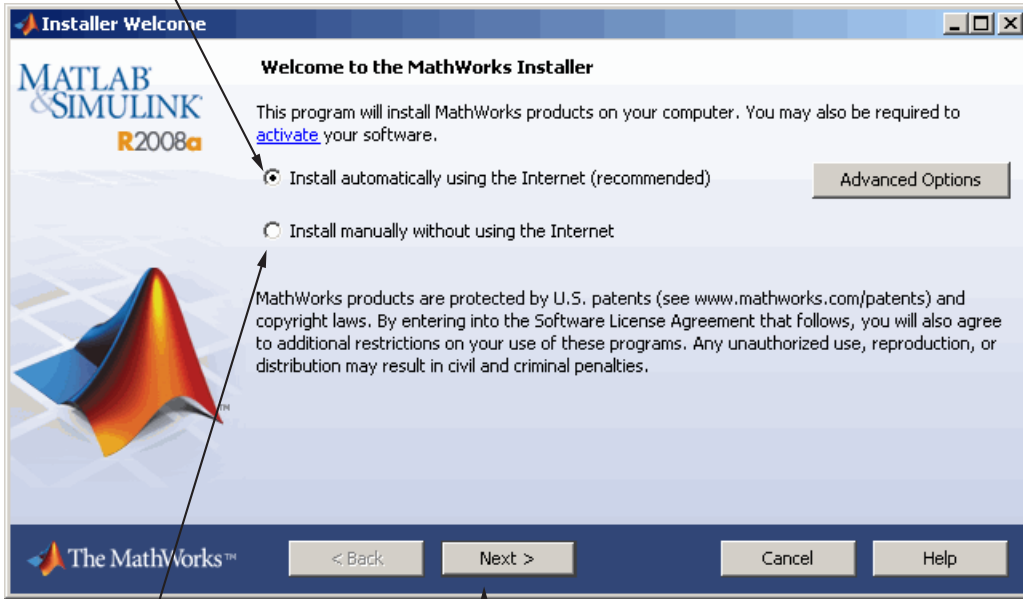 Installer Welcome
MATLAB
&SIMULINK
R2008a
Welcome to the MathWorks Installer
This program will install MathWorks products on your computer. You may also be required to
activate your software.
Install automatically using the Internet (recommended)
Advanced Options
Install manually without using the Internet
MathWorks products are protected by U.S. patents (see www.mathworks.com/patents) and
copyright laws. By entering into the Software License Agreement that follows, you will also agree
to additional restrictions on your use of these programs. Any unauthorized use, reproduction, or
distribution may result in civil and criminal penalties.
TM
The MathWorks™
< Back
Next >
Cancel
Help